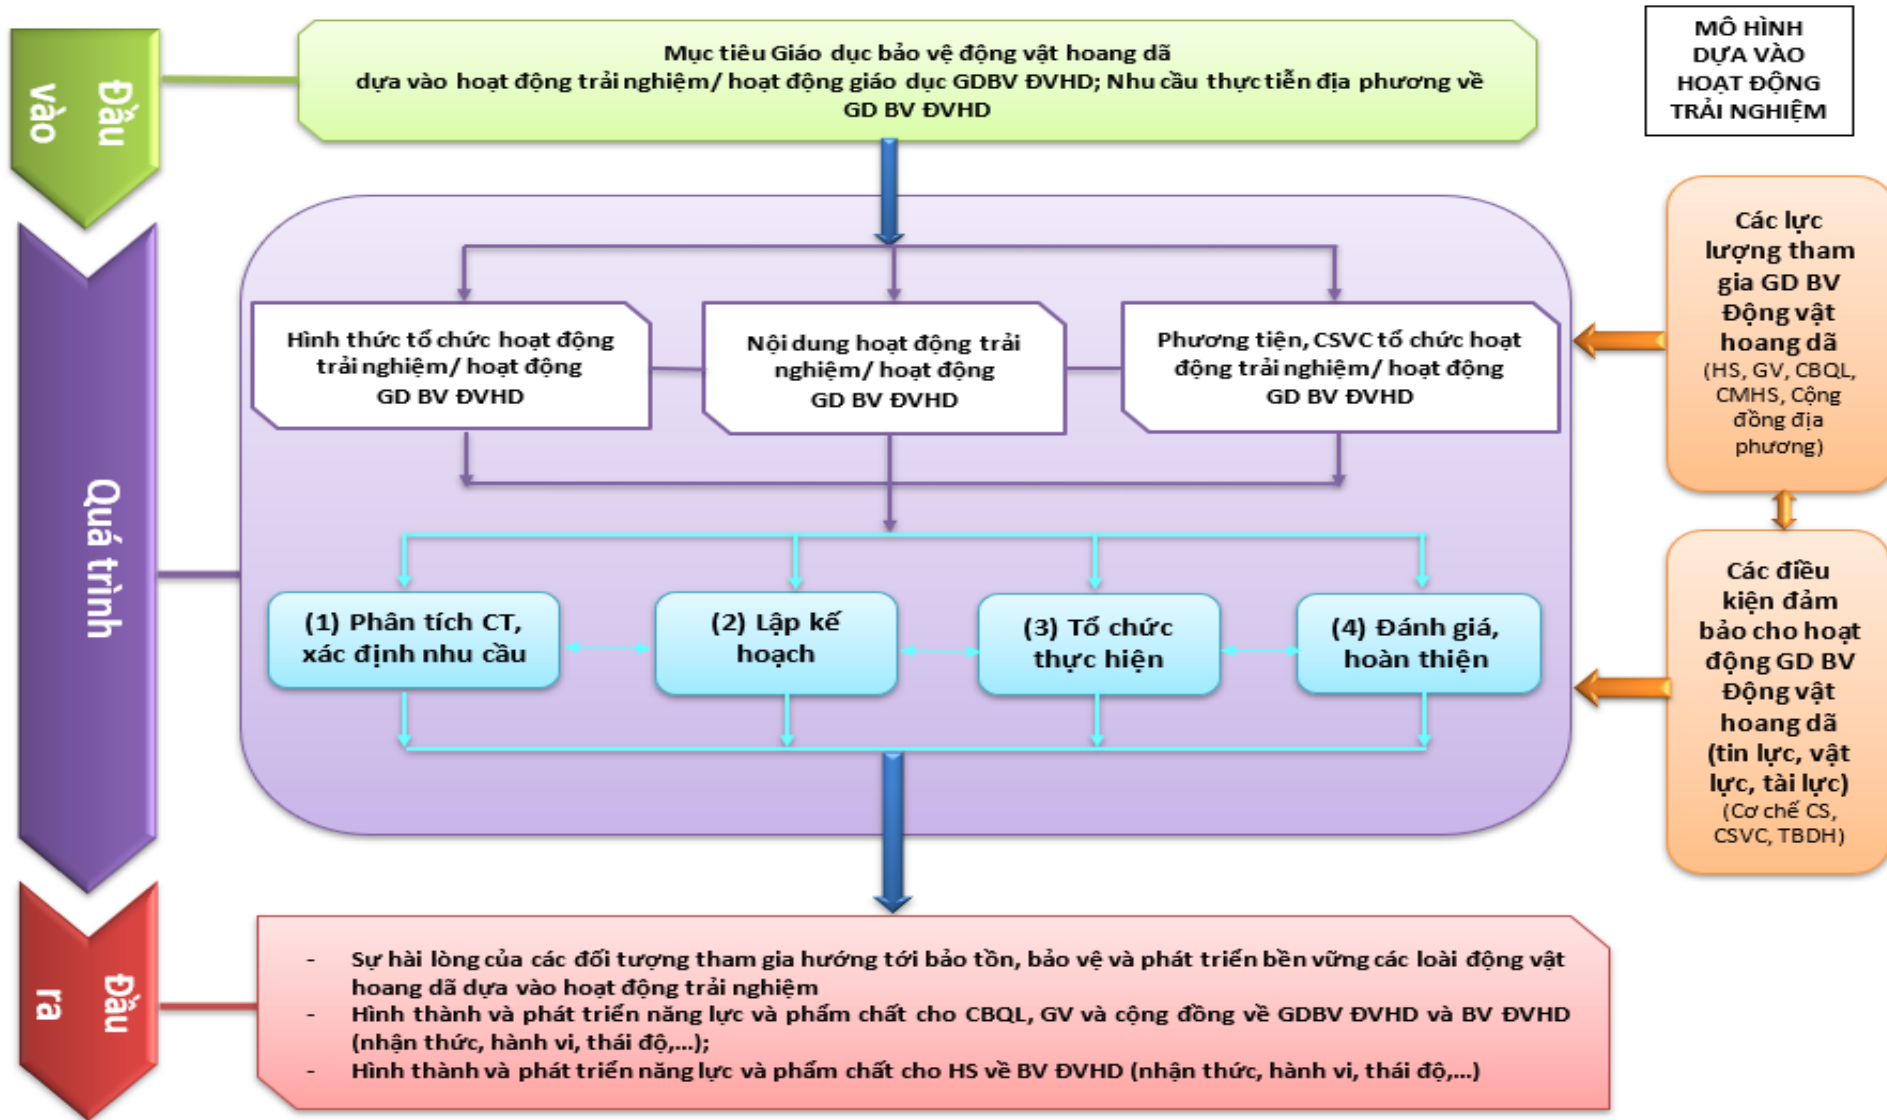 Đầu
vào
Mục tiêu Giáo dục bảo vệ động vật hoang dã
dựa vào hoạt động trải nghiệm/ hoạt động giáo dục GDBV ĐVHD; Nhu cầu thực tiễn địa phương về
GD BV ĐVHD
MÔ HÌNH
DỰA VÀO
HOẠT ĐỘNG
TRẢI NGHIỆM
Quá trình
Hình thức tổ chức hoạt động
trải nghiệm/ hoạt động
GD BV ĐVHD
Nội dung hoạt động trải
nghiệm/ hoạt động
GD BV ĐVHD
Phương tiện, CSVC tổ chức hoạt
động trải nghiệm/ hoạt động
GD BV ĐVHD
(1) Phân tích CT,
xác định nhu cầu
(2) Lập kế
hoạch
(3) Tổ chức
thực hiện
(4) Đánh giá,
hoàn thiện
Các lực
lượng tham
gia GD BV
Động vật
hoang dã
(HS, GV, CBQL,
CMHS, Cộng
đồng địa
phương)
Các điều
kiện đảm
bảo cho hoạt
động GD BV
Động vật
hoang dã
(tin lực, vật
lực, tài lực)
(Cơ chế CS,
CSVC, TBDH)
Đầu
ra
- Sự hài lòng của các đối tượng tham gia hướng tới bảo tồn, bảo vệ và phát triển bền vững các loài động vật
hoang dã dựa vào hoạt động trải nghiệm
- Hình thành và phát triển năng lực và phẩm chất cho CBQL, GV và cộng đồng về GDBV ĐVHD và BV ĐVHD
(nhận thức, hành vi, thái độ,...);
- Hình thành và phát triển năng lực và phẩm chất cho HS về BV ĐVHD (nhận thức, hành vi, thái độ,...)